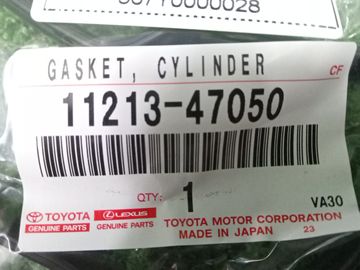 GASKET, CYLINDER CF
11213-47050
QTY: 1 VA30
TOYOTA LEXUS TOYOTA MOTOR CORPORATION
GENUINE PARTS GENUINE PARTS MADE IN JAPAN 23